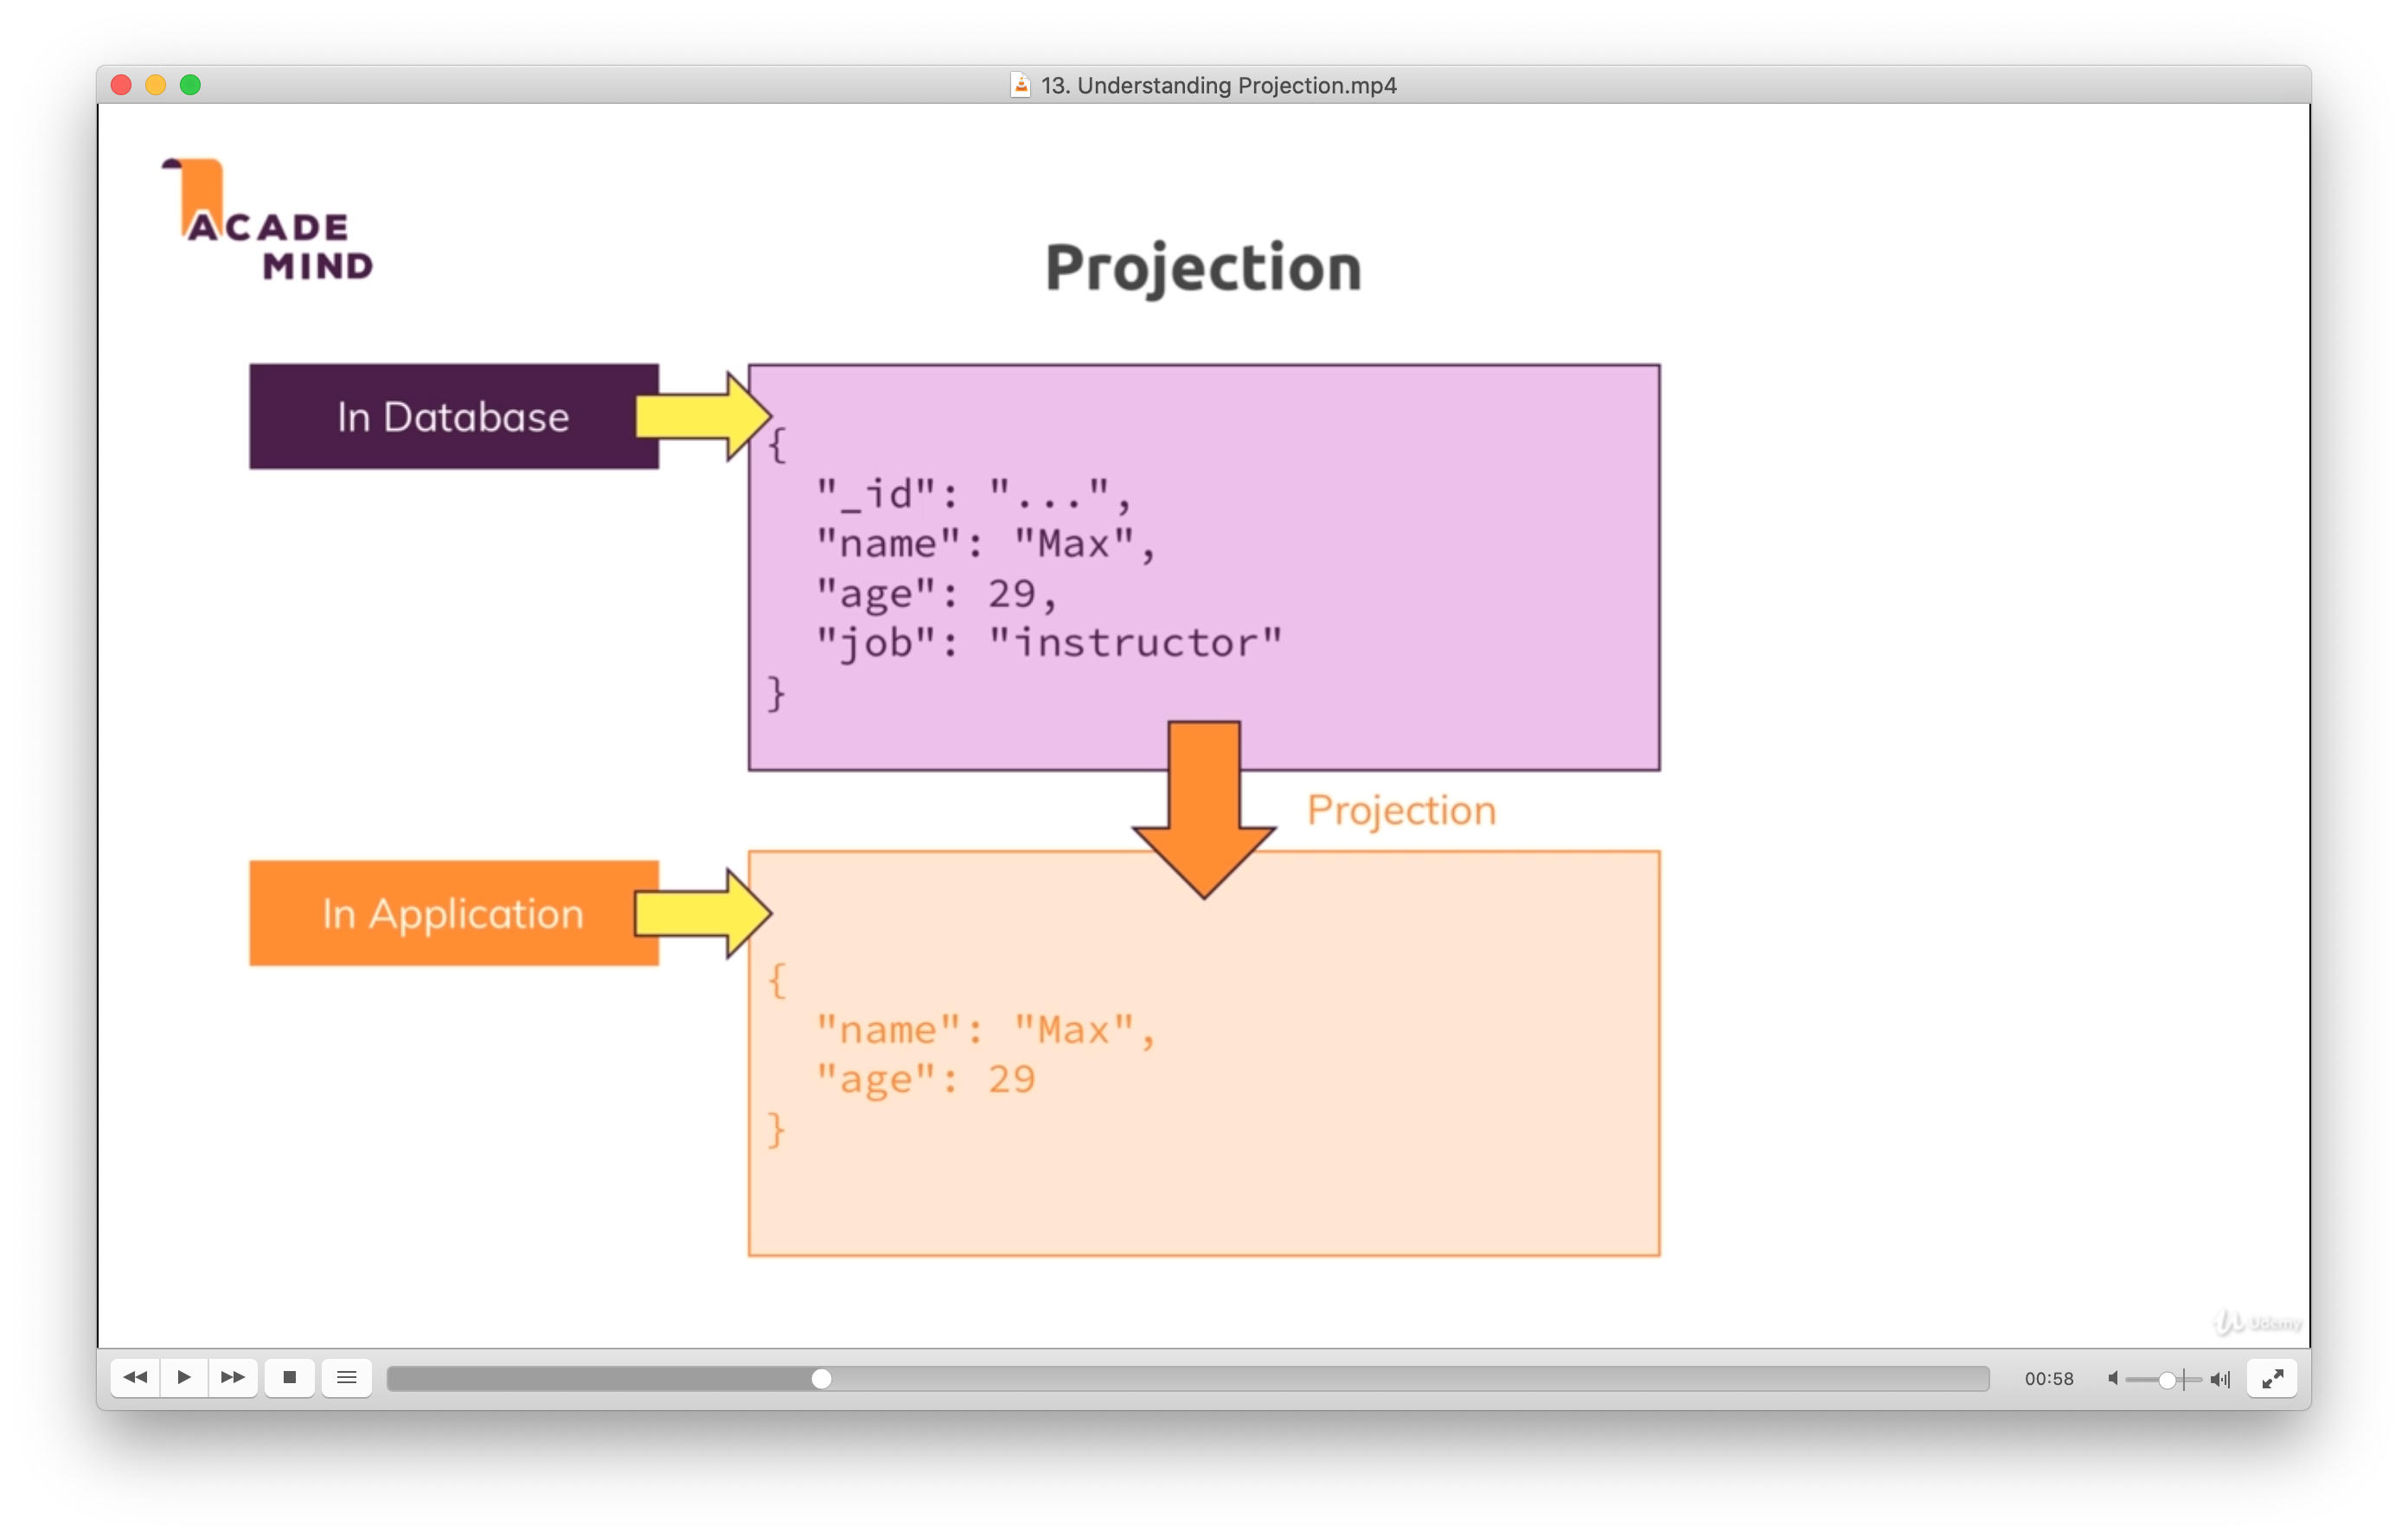 13. Understanding Projection.mp4
ACADE
MIND
Projection
In Database
{
"_id": "...",
"name": "Max",
"age": 29,
"job": "instructor"
}
Projection
In Application
{
"name": "Max",
"age": 29
}
Udemy
00:58